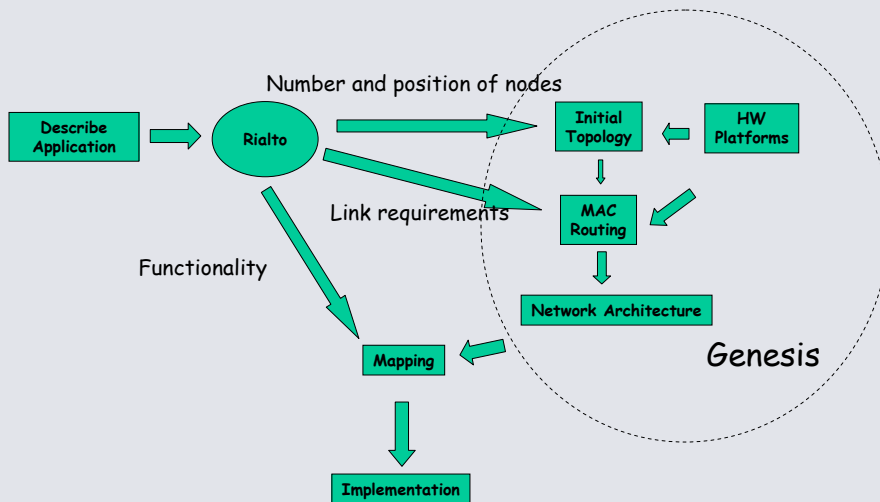 Number and position of nodes
Describe
Application
Rialto
Initial
Topology
HW
Platforms
Link requirements
MAC
Routing
Functionality
Network Architecture
Genesis
Mapping
Implementation